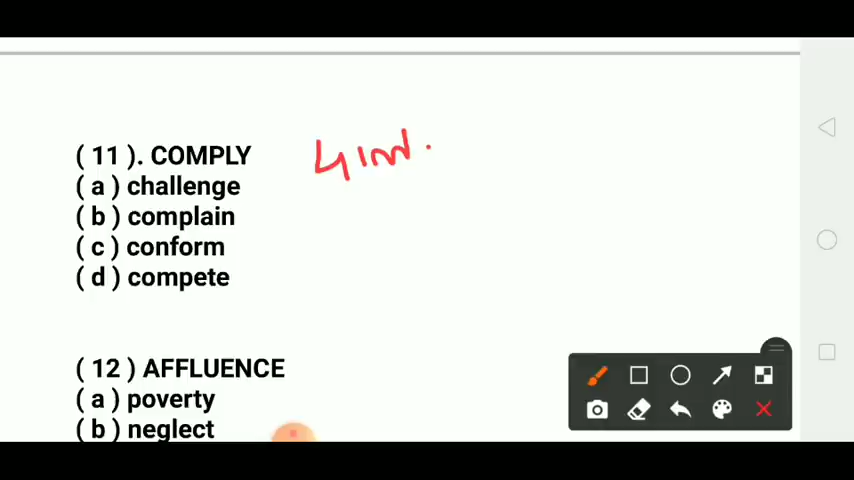 ( 11 ). COMPLY
( a ) challenge
( b ) complain
( c ) conform
( d ) compete
( 12 ) AFFLUENCE
( a ) poverty
( b ) neglect